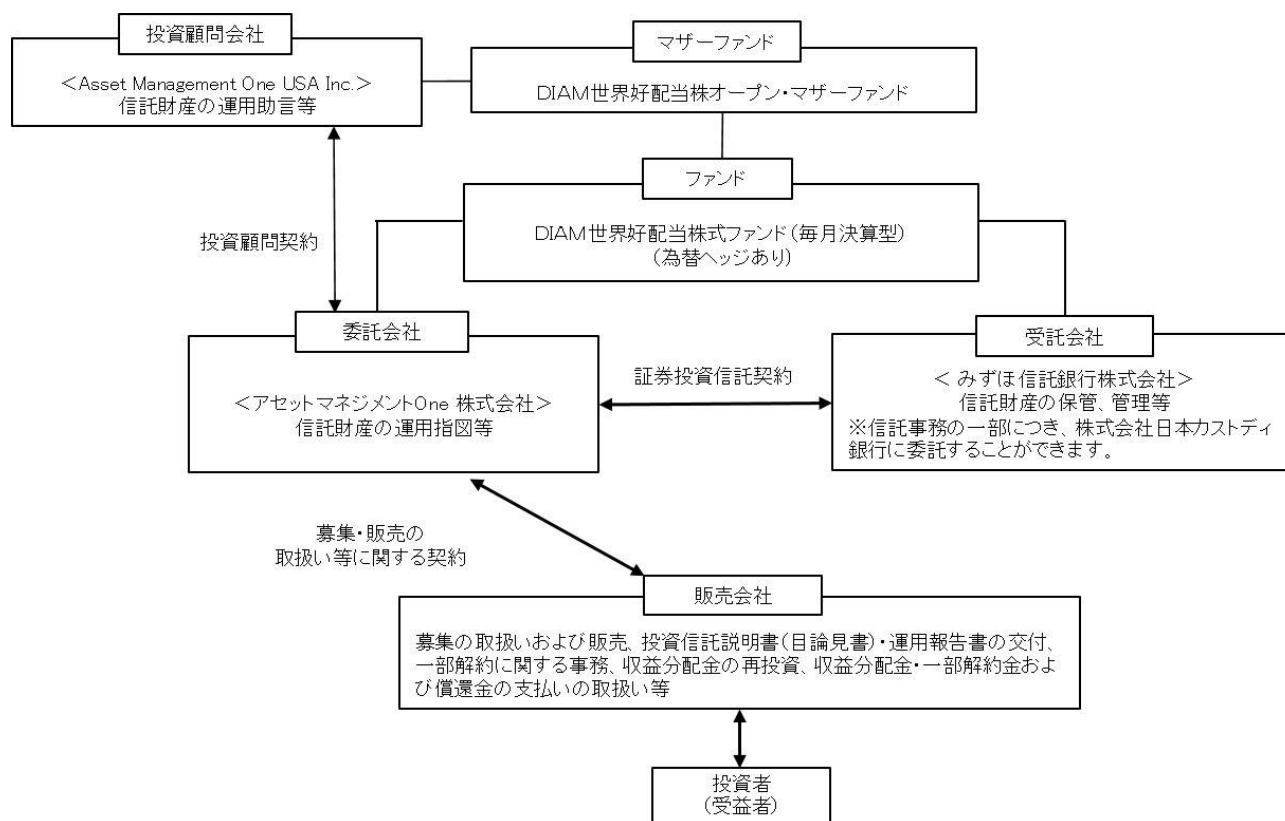 投資顧問会社
<Asset Management One USA Inc.>
信託財産の運用助言等
マザーファンド
DIAM世界好配当株オープン・マザーファンド
ファンド
DIAM世界好配当株式ファンド(毎月決算型)
(為替ヘッジあり)
投資顧問契約
委託会社
<アセットマネジメントOne 株式会社>
信託財産の運用指図等
証券投資信託契約
受託会社
< みずほ信託銀行株式会社>
信託財産の保管、管理等
※信託事務の一部につき、株式会社日本カストディ
銀行に委託することができます。
募集・販売の
取扱い等に関する契約
販売会社
募集の取扱いおよび販売、投資信託説明書(目論見書)・運用報告書の交付、
一部解約に関する事務、収益分配金の再投資、収益分配金・一部解約金およ
び償還金の支払いの取扱い等
投資者
(受益者)